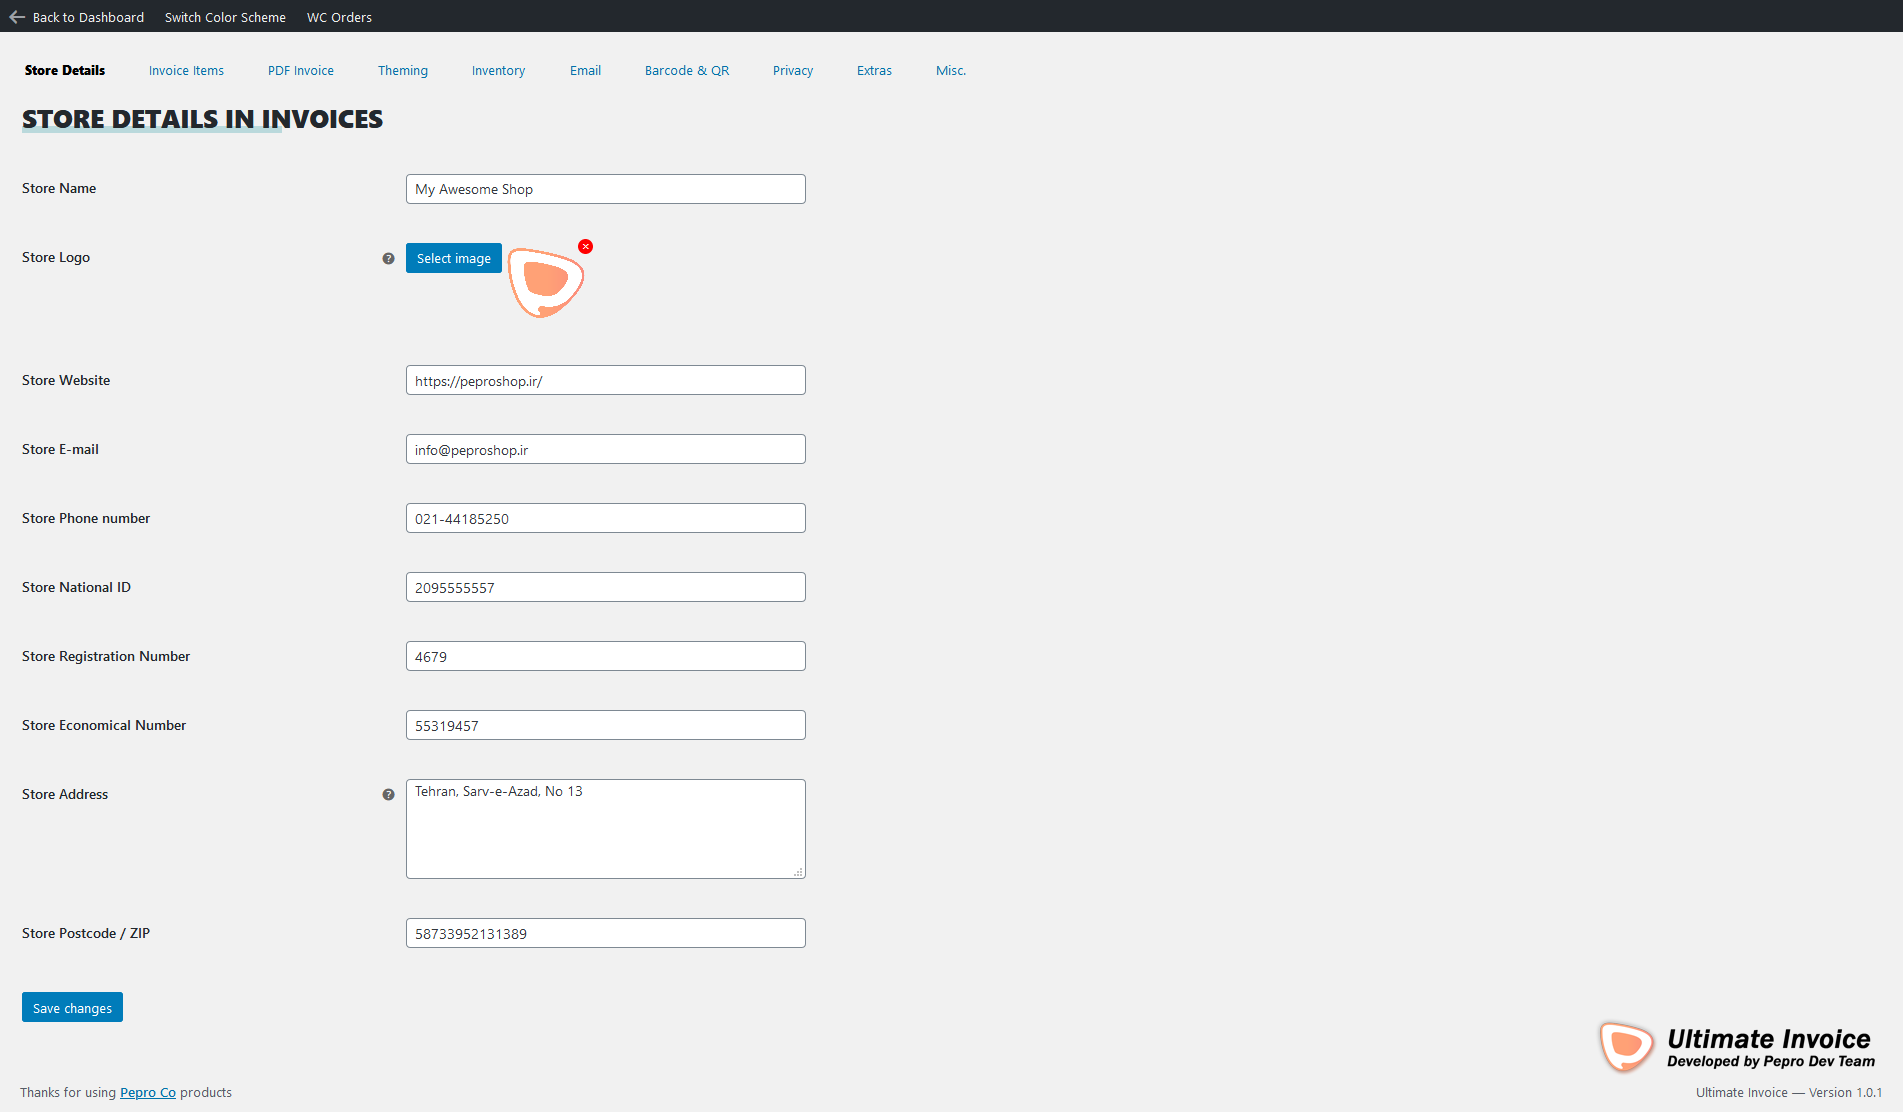 Back to Dashboard Switch Color Scheme WC Orders
Store Details Invoice Items PDF Invoice Theming Inventory Email Barcode & QR Privacy Extras Misc.
STORE DETAILS IN INVOICES
Store Name My Awesome Shop
Store Logo ? Select image
Store Website https://peproshop.ir/
Store E-mail info@peproshop.ir
Store Phone number 021-44185250
Store National ID 2095555557
Store Registration Number 4679
Store Economical Number 55319457
Store Address ? Tehran, Sarv-e-Azad, No 13
Store Postcode / ZIP 58733952131389
Save changes
Ultimate Invoice
Developed by Pepro Dev Team
Thanks for using Pepro Co products
Ultimate Invoice — Version 1.0.1